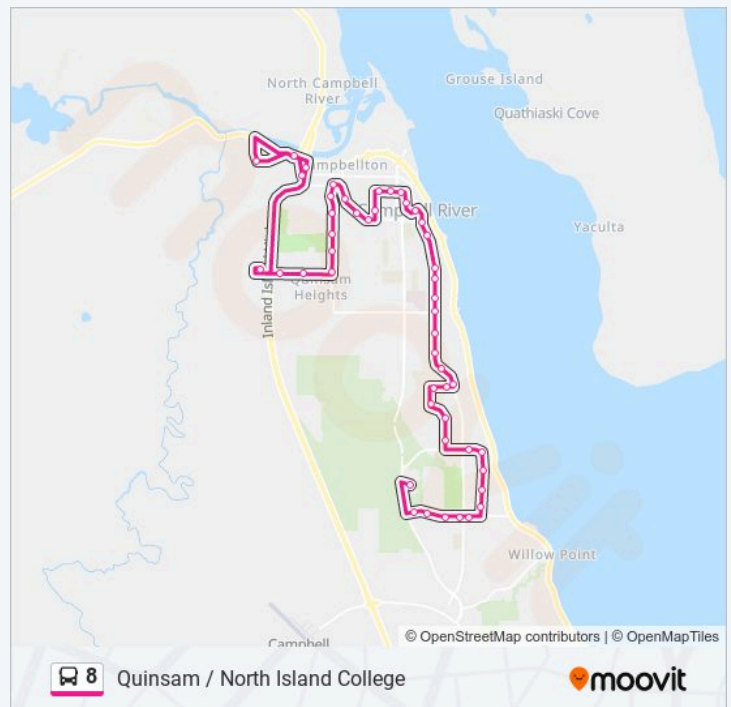 North Campbell
River
Grouse Island
Quathiaski Cove
Campbellton
Campbell River
Yaculta
Quinsam
Heights
Inland Isl
Willow Point
Campbell
© OpenStreetMap contributors | © OpenMapTiles
8 Quinsam / North Island College
moovit